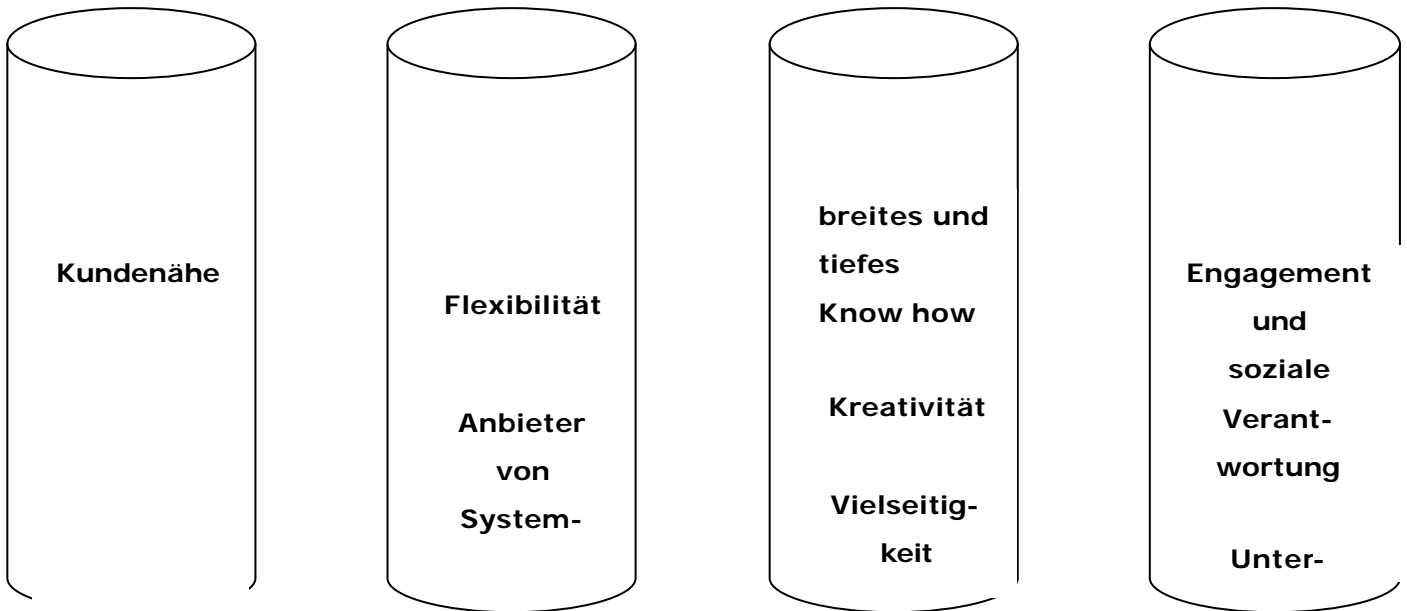 Kundenähe
Flexibilität
Anbieter
von
System-
breites und
tiefes
Know how
Kreativität
Vielseitig-
keit
Engagement
und
soziale
Verant-
wortung
Unter-